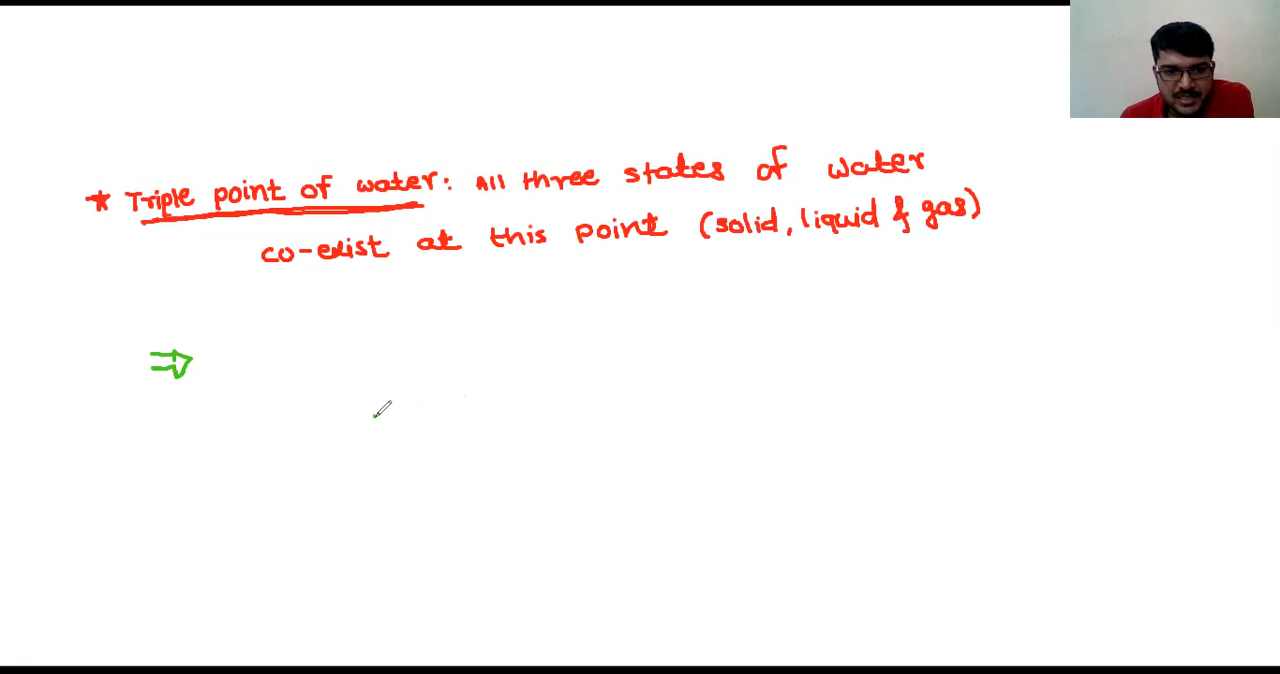 * Triple point of water: All three states of water
co-exist at this point (solid, liquid & gas)
⇒